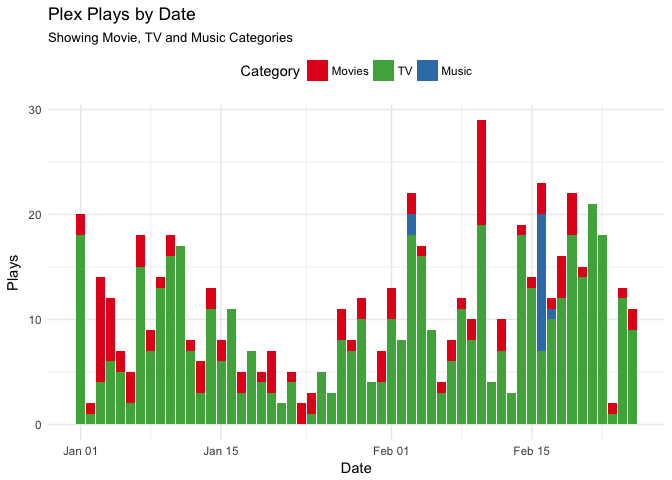 Plex Plays by Date
Showing Movie, TV and Music Categories
Category Movies TV Music
30
20
10
0
Plays
Jan 01 Jan 15 Feb 01 Feb 15
Date